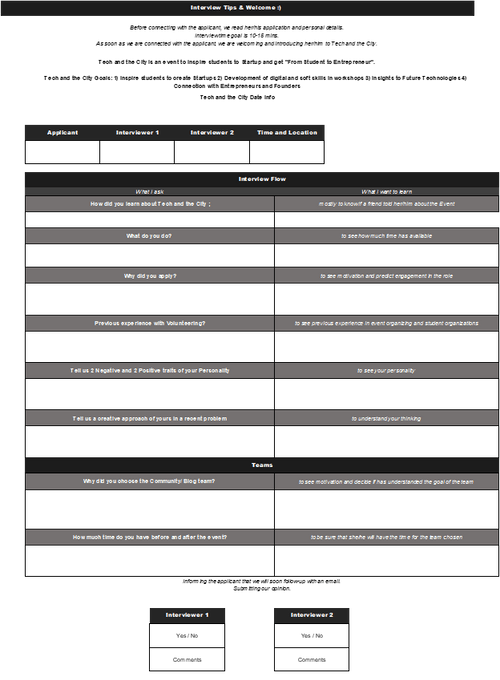 Interview Tips & Welcome :)
Before connecting with the applicant, we read her/his application and personal details.
Interview time goal is 10-15 mins.
As soon as we are connected with the applicant, we are welcoming and introducing her/him to Tech and the City.
Tech and the City is an event to inspire students to Startup and get "From Student to Entrepreneur".
Tech and the City Goals: 1) Inspire students to create Startups 2) Development of digital and soft skills in workshops 3) Insights to Future Technologies 4)
Connection with Entrepreneurs and Founders
Tech and the City Date Info
Applicant Interviewer 1 Interviewer 2 Time and Location
Interview Flow
What I ask What I want to learn
How did you learn about Tech and the City ; mostly to know if a friend told her/him about the Event
What do you do? to see how much time has available
Why did you apply? to see motivation and predict engagement in the role
Previous experience with Volunteering? to see previous experience in event organizing and student organizations
Tell us 2 Negative and 2 Positive traits of your Personality to see your personality
Tell us a creative approach of yours in a recent problem to understand your thinking
Teams
Why did you choose the Community/ Blog team? to see motivation and decide if has understanded the goal of the team
How much time do you have before and after the event? to be sure that she/he will have the time for the team chosen
Informing the applicant that we will soon follow-up with an email.
Submitting our opinion.
Interviewer 1 Interviewer 2
Yes / No Yes / No
Comments Comments